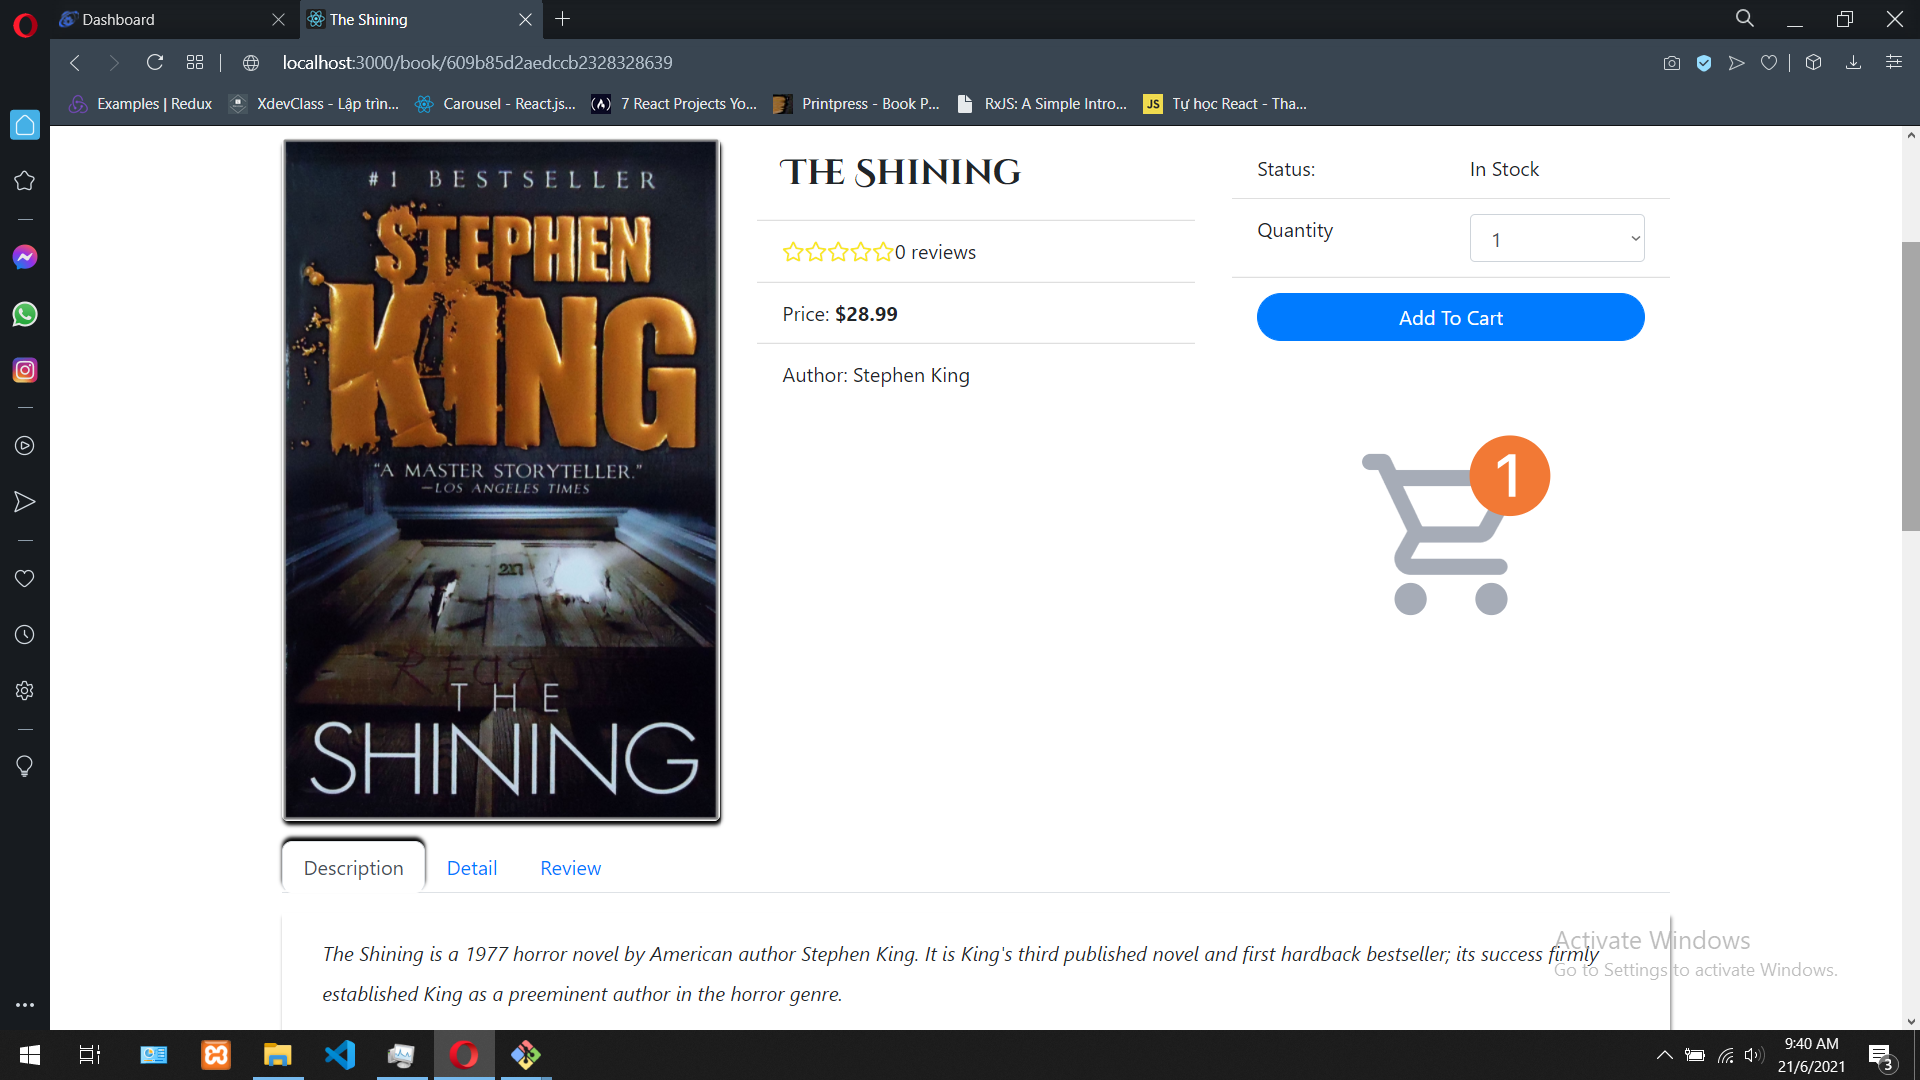 Dashboard
The Shining
localhost:3000/book/609b85d2aedccb2328328639
Examples | Redux
XdevClass - Lập trìn...
Carousel - React.js...
7 React Projects Yo...
Printpress - Book P...
RxJS: A Simple Intro...
JS
Tự học React - Tha...
#1 BESTSELLER
STEPHEN
KING
"A MASTER STORYTELLER."
—LOS ANGELES TIMES
217
THE
SHINING
The Shining
0 reviews
Price: $28.99
Author: Stephen King
Status:
In Stock
Quantity
1
Add To Cart
1
Description
Detail
Review
The Shining is a 1977 horror novel by American author Stephen King. It is King's third published novel and first hardback bestseller; its success firmly
established King as a preeminent author in the horror genre.
Activate Windows
Go to Settings to activate Windows.
9:40 AM
21/6/2021
3